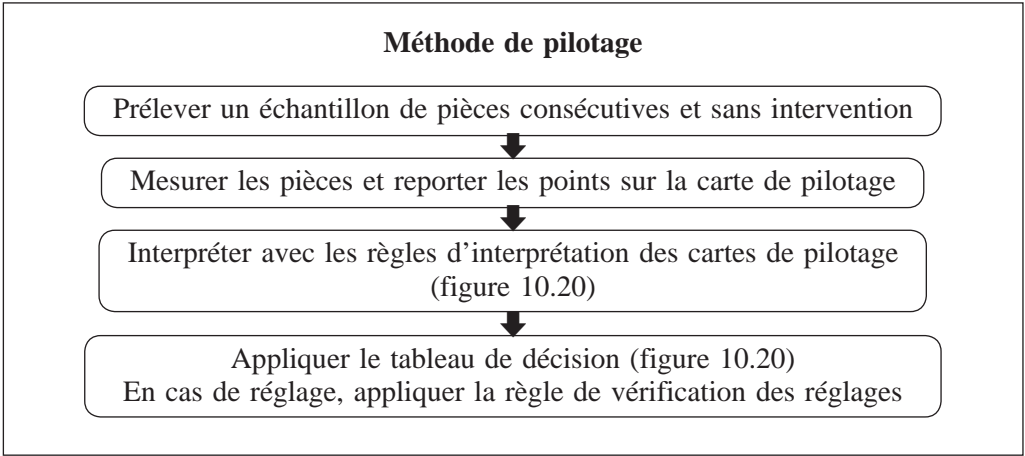 Méthode de pilotage
Prélever un échantillon de pièces consécutives et sans intervention
Mesurer les pièces et reporter les points sur la carte de pilotage
Interpréter avec les règles d’interprétation des cartes de pilotage
(figure 10.20)
Appliquer le tableau de décision (figure 10.20)
En cas de réglage, appliquer la règle de vérification des réglages